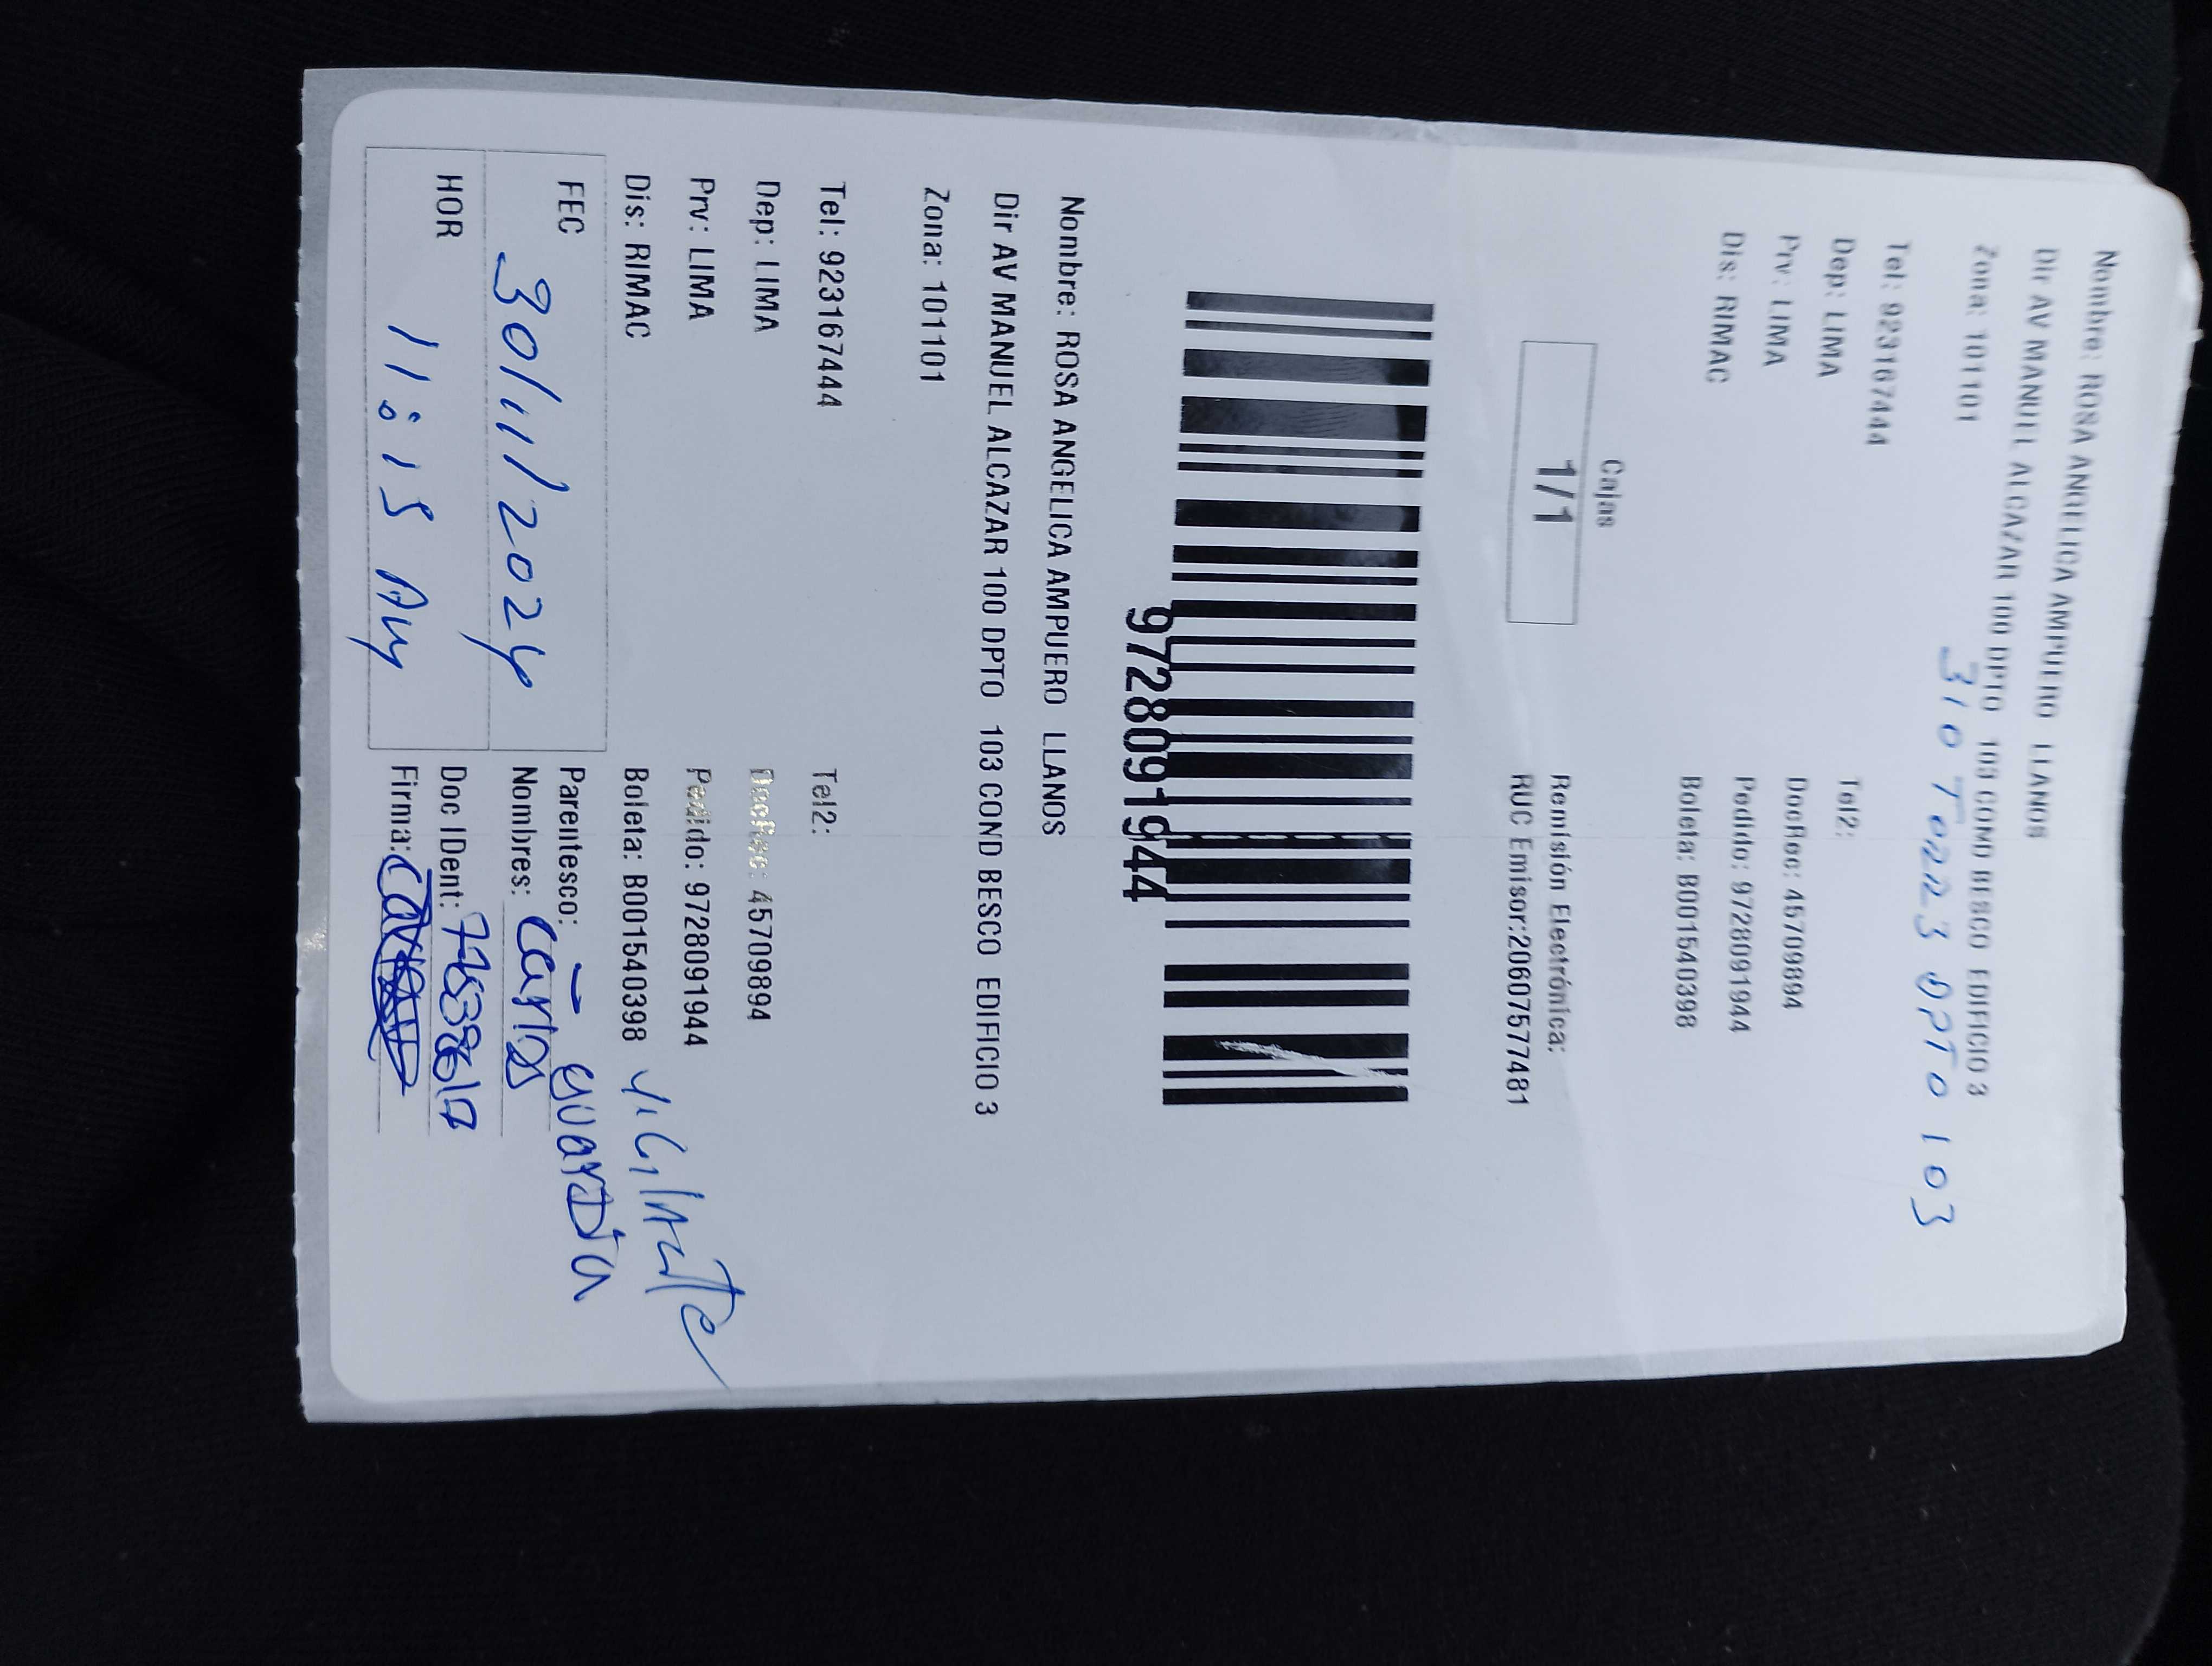 Nombre: ROSA ANGELICA AMPUERO LLANOS
Dir AV MANUEL ALCAZAR 100 DPTO 103 COND BESCO EDIFICIO 3
Zona: 101101
310 Torre 3 DPTO 103
Tel: 923167444 Tel2:
Dep: LIMA DocRec: 45709894
Prv: LIMA Pedido: 9728091944
Dis: RIMAC Boleta: B001540398
Cajas
1/1
Remisión Electrónica:
RUC Emisor:20607577481
9728091944
Nombre: ROSA ANGELICA AMPUERO LLANOS
Dir AV MANUEL ALCAZAR 100 DPTO 103 COND BESCO EDIFICIO 3
Zona: 101101
Tel: 923167444 Tel2:
Dep: LIMA DocRec: 45709894
Prv: LIMA Pedido: 9728091944
Dis: RIMAC Boleta: B001540398 Vigilante
FEC 30/11/2024 Parentesco: - guardia
Nombres: Carlos
HOR 11:15 AM Doc IDent:
Firma: